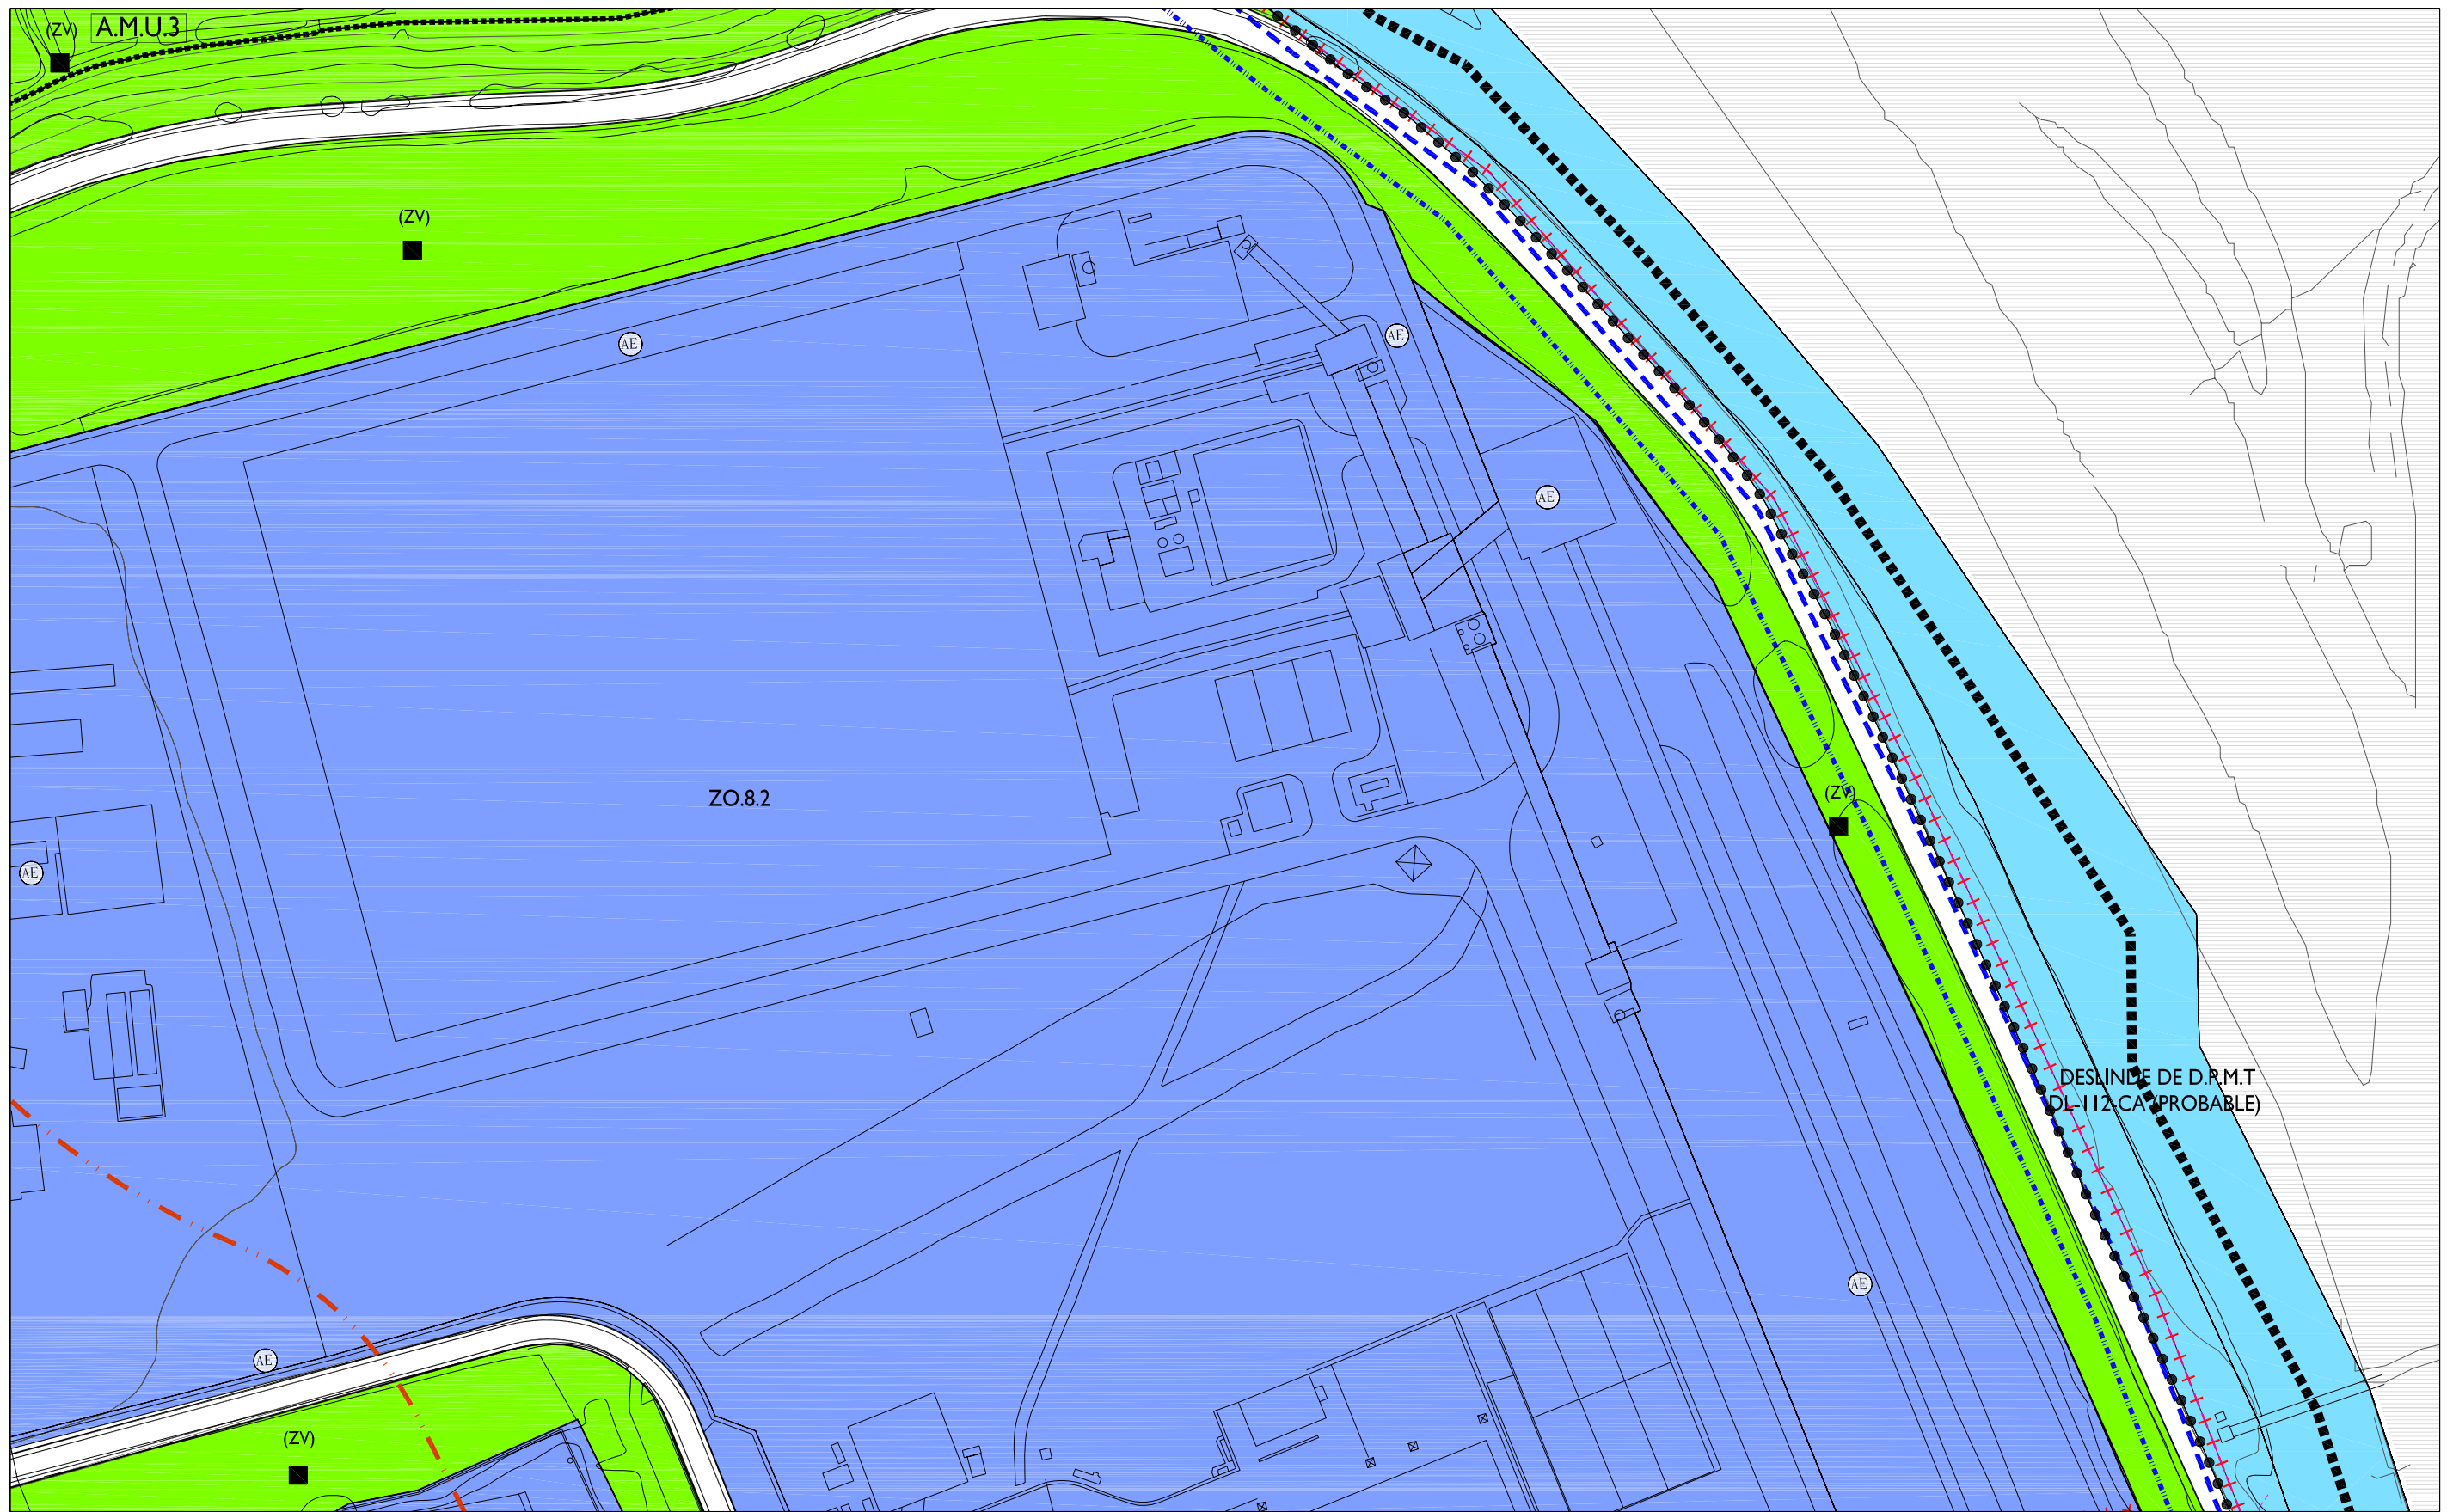 (ZV)
A.M.U.3
(ZV)
AE
AE
AE
ZO.8.2
(ZV)
AE
DESLINDE DE D.P.M.T
DL-112-CA (PROBABLE)
AE
AE
(ZV)